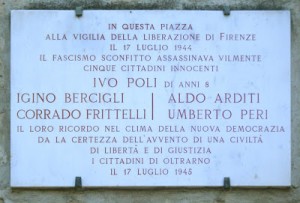 IN QUESTA PIAZZA
ALLA VIGILIA DELLA LIBERAZIONE DI FIRENZE
IL 17 LUGLIO 1944
IL FASCISMO SCONFITTO ASSASSINAVA VILMENTE
CINQUE CITTADINI INNOCENTI
IVO POLI DI ANNI 8
IGINO BERCIGLI ALDO ARDITI
CORRADO FRITTELLI UMBERTO PERI
IL LORO RICORDO NEL CLIMA DELLA NUOVA DEMOCRAZIA
DA LA CERTEZZA DELL'AVVENTO DI UNA CIVILTÀ
DI LIBERTÀ E DI GIUSTIZIA
I CITTADINI DI OLTRARNO
IL 17 LUGLIO 1945